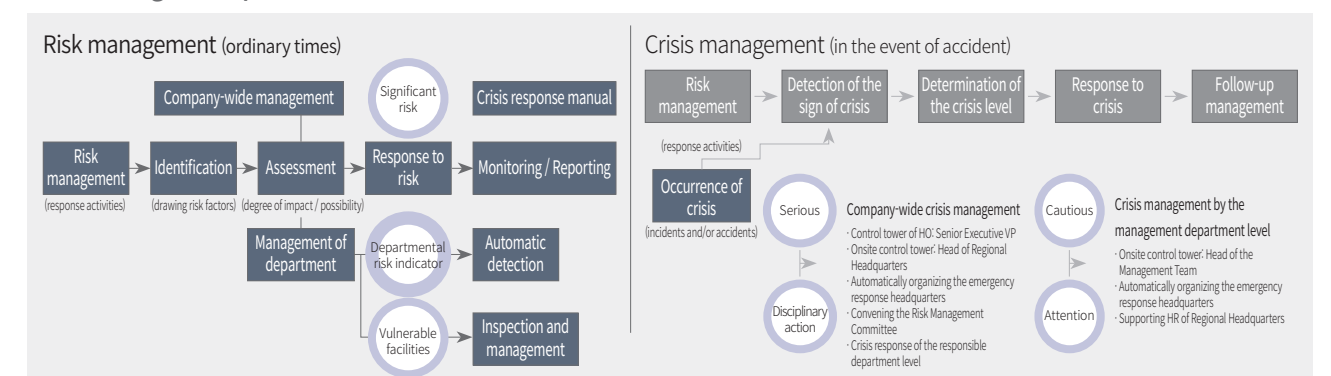 Risk management (ordinary times)
Company-wide management
Significant
risk
Crisis response manual
Risk
management
Identification
Assessment
Response to
risk
Monitoring / Reporting
(response activities)
(drawing risk factors)
(degree of impact / possibility)
Management of
department
Departmental
risk indicator
Automatic
detection
Vulnerable
facilities
Inspection and
management
Crisis management (in the event of accident)
Risk
management
Detection of the
sign of crisis
Determination of
the crisis level
Response to
crisis
Follow-up
management
(response activities)
Occurrence of
crisis
(incidents and/or accidents)
Serious
Disciplinary
action
Company-wide crisis management
· Control tower of HO: Senior Executive VP
· Onsite control tower: Head of Regional
Headquarters
· Automatically organizing the emergency
response headquarters
· Convening the Risk Management
Committee
· Crisis response of the responsible
department level
Cautious
Attention
Crisis management by the
management department level
· Onsite control tower: Head of the
Management Team
· Automatically organizing the emergency
response headquarters
· Supporting HR of Regional Headquarters